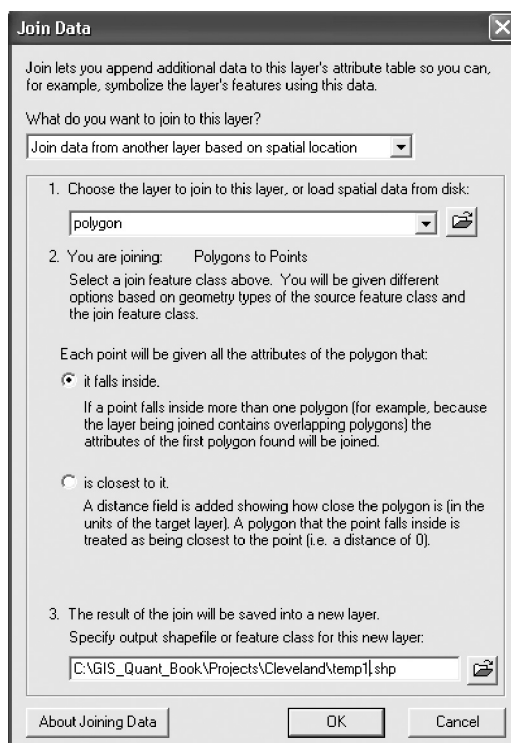 Join Data
Join lets you append additional data to this layer's attribute table so you can,
for example, symbolize the layer's features using this data.
What do you want to join to this layer?
Join data from another layer based on spatial location
1. Choose the layer to join to this layer, or load spatial data from disk:
polygon
2. You are joining: Polygons to Points
Select a join feature class above. You will be given different
options based on geometry types of the source feature class and
the join feature class.
Each point will be given all the attributes of the polygon that:
it falls inside.
If a point falls inside more than one polygon (for example, because
the layer being joined contains overlapping polygons) the
attributes of the first polygon found will be joined.
is closest to it.
A distance field is added showing how close the polygon is (in the
units of the target layer). A polygon that the point falls inside is
treated as being closest to the point (i.e. a distance of 0).
3. The result of the join will be saved into a new layer.
Specify output shapefile or feature class for this new layer:
C:\GIS_Quant_Book\Projects\Cleveland\temp1.shp
About Joining Data OK Cancel